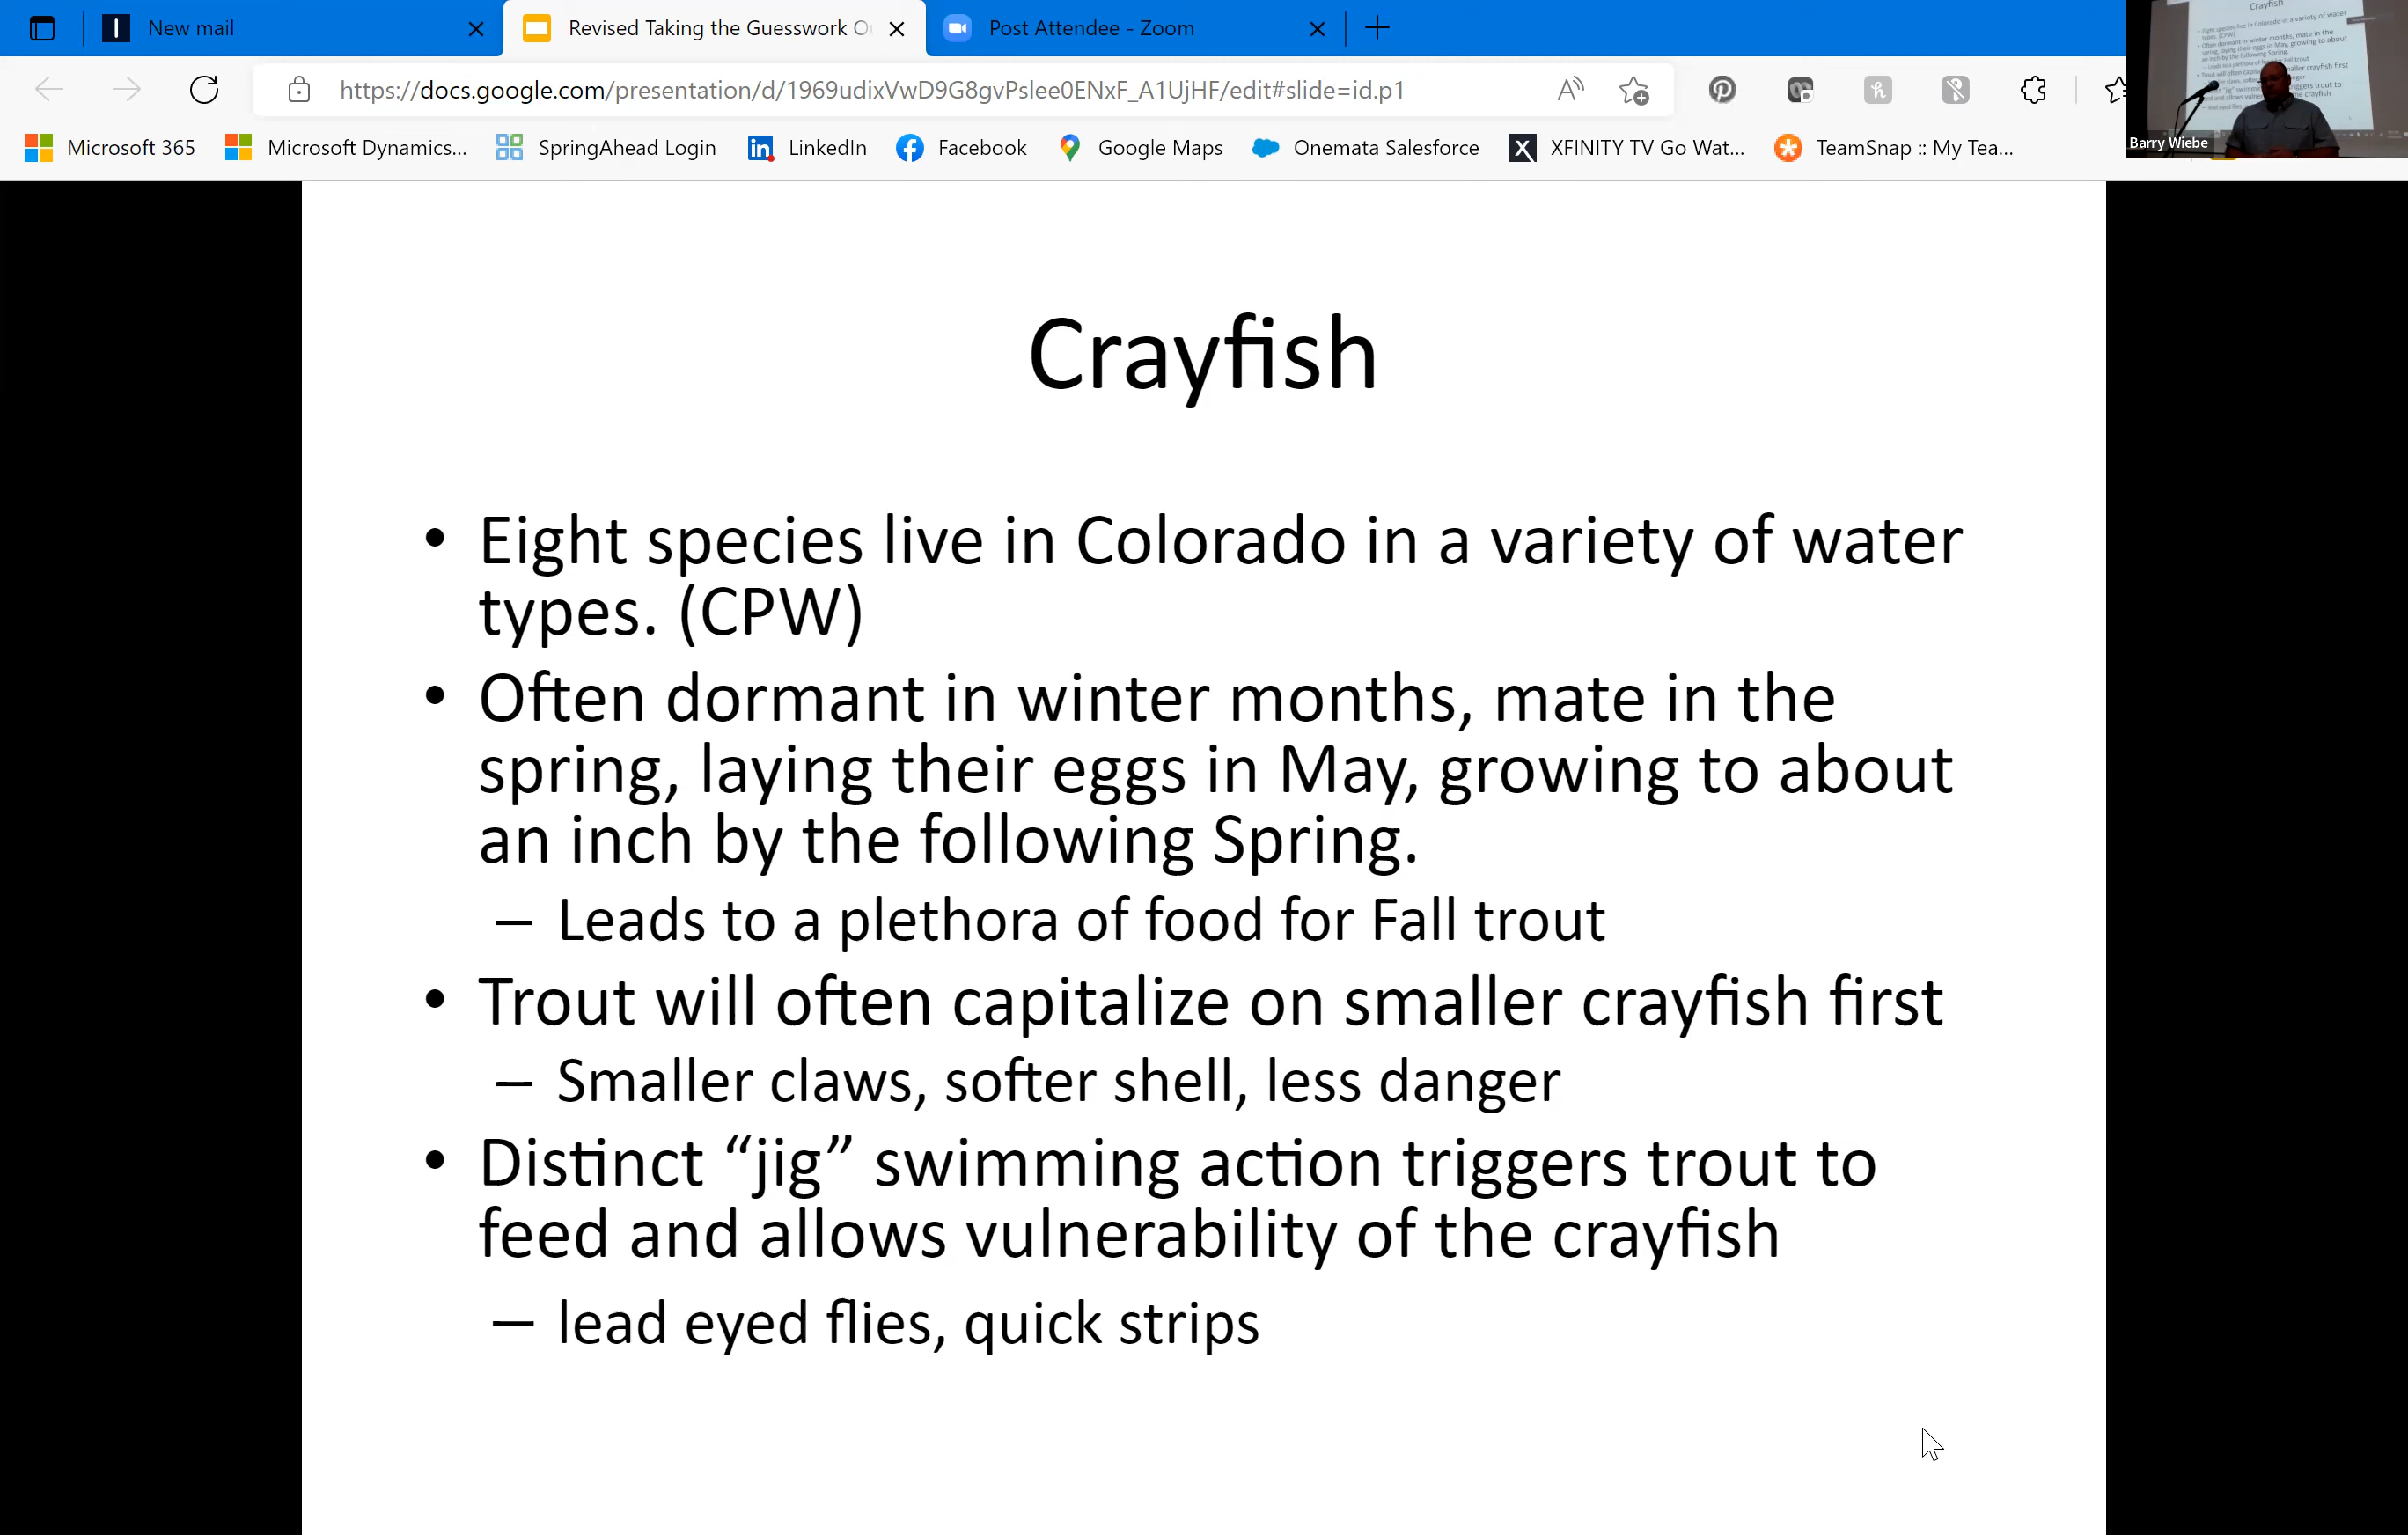 New mail
Revised Taking the Guesswork O
Post Attendee - Zoom
https://docs.google.com/presentation/d/1969udixVwD9G8gvPslee0ENxF_A1UjHF/edit#slide=id.p1
Microsoft 365
Microsoft Dynamics...
SpringAhead Login
LinkedIn
Facebook
Google Maps
Onemata Salesforce
XFINITY TV Go Wat...
TeamSnap :: My Tea...
Barry Wiebe
Crayfish
• Eight species live in Colorado in a variety of water
types. (CPW)
• Often dormant in winter months, mate in the
spring, laying their eggs in May, growing to about
an inch by the following Spring.
– Leads to a plethora of food for Fall trout
• Trout will often capitalize on smaller crayfish first
– Smaller claws, softer shell, less danger
• Distinct “jig” swimming action triggers trout to
feed and allows vulnerability of the crayfish
– lead eyed flies, quick strips